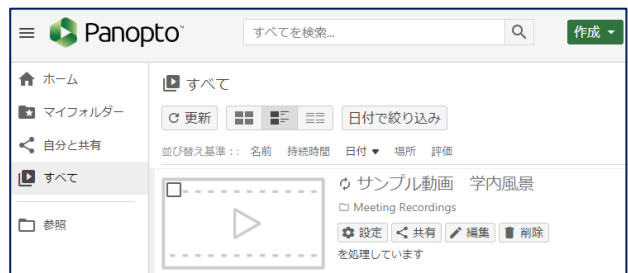 Panopto™
すべてを検索...
作成
ホーム
マイフォルダー
自分と共有
すべて
参照
すべて
更新
日付で絞り込み
並び替え基準:: 名前 持続時間 日付 場所 評価
サンプル動画 学内風景
Meeting Recordings
設定 共有 編集 削除
を処理しています